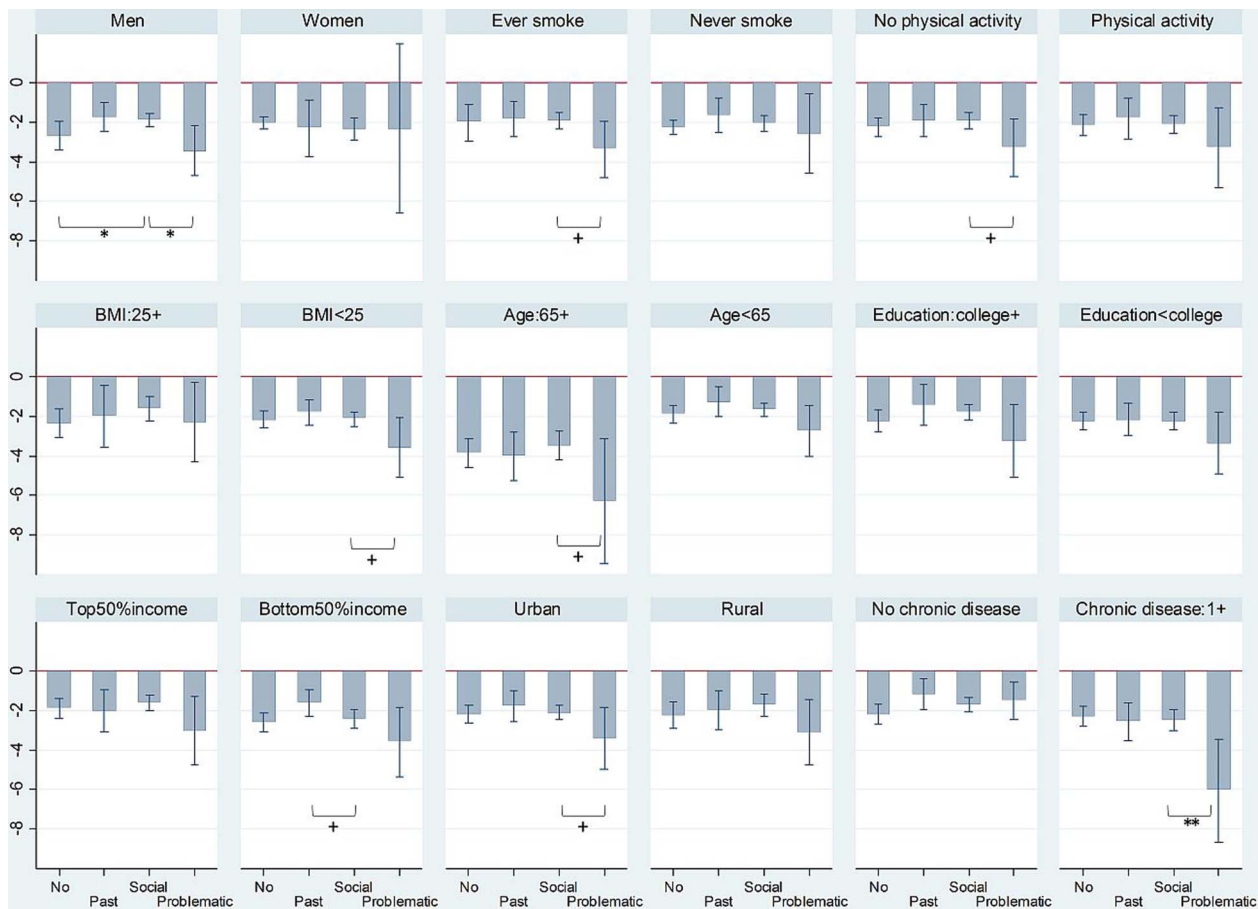 Men Women Ever smoke Never smoke No physical activity Physical activity
0
-2
-4
-6
-8
* * + +
BMI:25+ BMI<25 Age:65+ Age<65 Education:college+ Education<college
0
-2
-4
-6
-8
+ +
Top50%income Bottom50%income Urban Rural No chronic disease Chronic disease:1+
0
-2
-4
-6
-8
+ + **
No Social No Social No Social No Social No Social No Social
Past Problematic Past Problematic Past Problematic Past Problematic Past Problematic Past Problematic